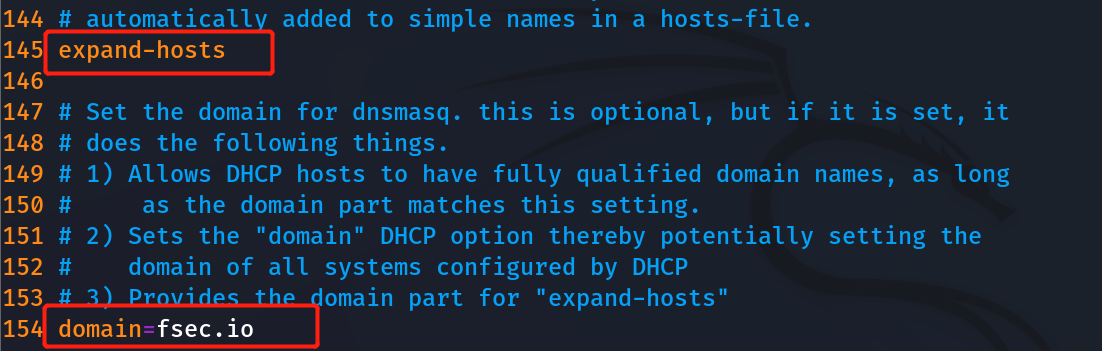 144 # automatically added to simple names in a hosts-file.
145 expand-hosts
146
147 # Set the domain for dnsmasq. this is optional, but if it is set, it
148 # does the following things.
149 # 1) Allows DHCP hosts to have fully qualified domain names, as long
150 #     as the domain part matches this setting.
151 # 2) Sets the "domain" DHCP option thereby potentially setting the
152 #    domain of all systems configured by DHCP
153 # 3) Provides the domain part for "expand-hosts"
154 domain=fsec.io